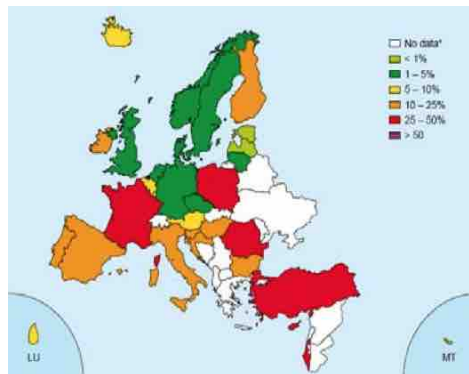 No data*
< 1%
1 – 5%
5 – 10%
10 – 25%
25 – 50%
> 50
LU
MT